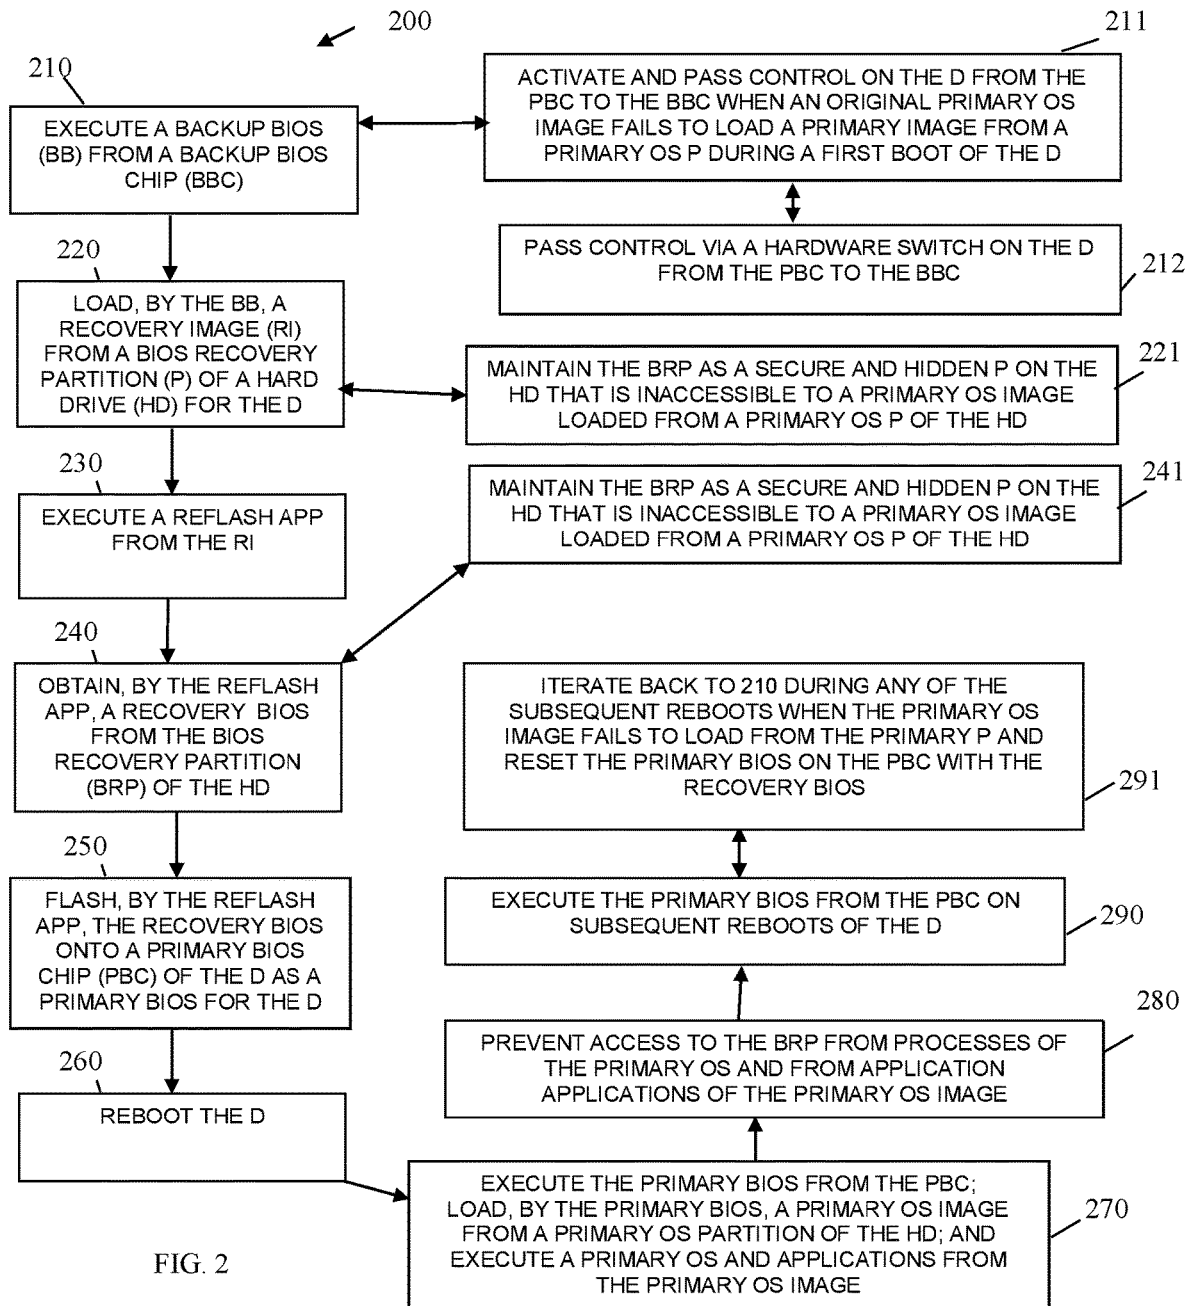 200
210
EXECUTE A BACKUP BIOS
(BB) FROM A BACKUP BIOS
CHIP (BBC)
211
ACTIVATE AND PASS CONTROL ON THE D FROM THE
PBC TO THE BBC WHEN AN ORIGINAL PRIMARY OS
IMAGE FAILS TO LOAD A PRIMARY IMAGE FROM A
PRIMARY OS P DURING A FIRST BOOT OF THE D
PASS CONTROL VIA A HARDWARE SWITCH ON THE D
FROM THE PBC TO THE BBC
212
220
LOAD, BY THE BB, A
RECOVERY IMAGE (RI)
FROM A BIOS RECOVERY
PARTITION (P) OF A HARD
DRIVE (HD) FOR THE D
221
MAINTAIN THE BRP AS A SECURE AND HIDDEN P ON THE
HD THAT IS INACCESSIBLE TO A PRIMARY OS IMAGE
LOADED FROM A PRIMARY OS P OF THE HD
230
EXECUTE A REFLASH APP
FROM THE RI
241
MAINTAIN THE BRP AS A SECURE AND HIDDEN P ON THE
HD THAT IS INACCESSIBLE TO A PRIMARY OS IMAGE
LOADED FROM A PRIMARY OS P OF THE HD
240
OBTAIN, BY THE REFLASH
APP, A RECOVERY BIOS
FROM THE BIOS
RECOVERY PARTITION
(BRP) OF THE HD
250
FLASH, BY THE REFLASH
APP, THE RECOVERY BIOS
ONTO A PRIMARY BIOS
CHIP (PBC) OF THE D AS A
PRIMARY BIOS FOR THE D
260
REBOOT THE D
EXECUTE THE PRIMARY BIOS FROM THE PBC;
LOAD, BY THE PRIMARY BIOS, A PRIMARY OS IMAGE
FROM A PRIMARY OS PARTITION OF THE HD; AND
EXECUTE A PRIMARY OS AND APPLICATIONS FROM
THE PRIMARY OS IMAGE
270
280
PREVENT ACCESS TO THE BRP FROM PROCESSES OF
THE PRIMARY OS AND FROM APPLICATION
APPLICATIONS OF THE PRIMARY OS IMAGE
EXECUTE THE PRIMARY BIOS FROM THE PBC ON
SUBSEQUENT REBOOTS OF THE D
290
ITERATE BACK TO 210 DURING ANY OF THE
SUBSEQUENT REBOOTS WHEN THE PRIMARY OS
IMAGE FAILS TO LOAD FROM THE PRIMARY P AND
RESET THE PRIMARY BIOS ON THE PBC WITH THE
RECOVERY BIOS
291
FIG. 2